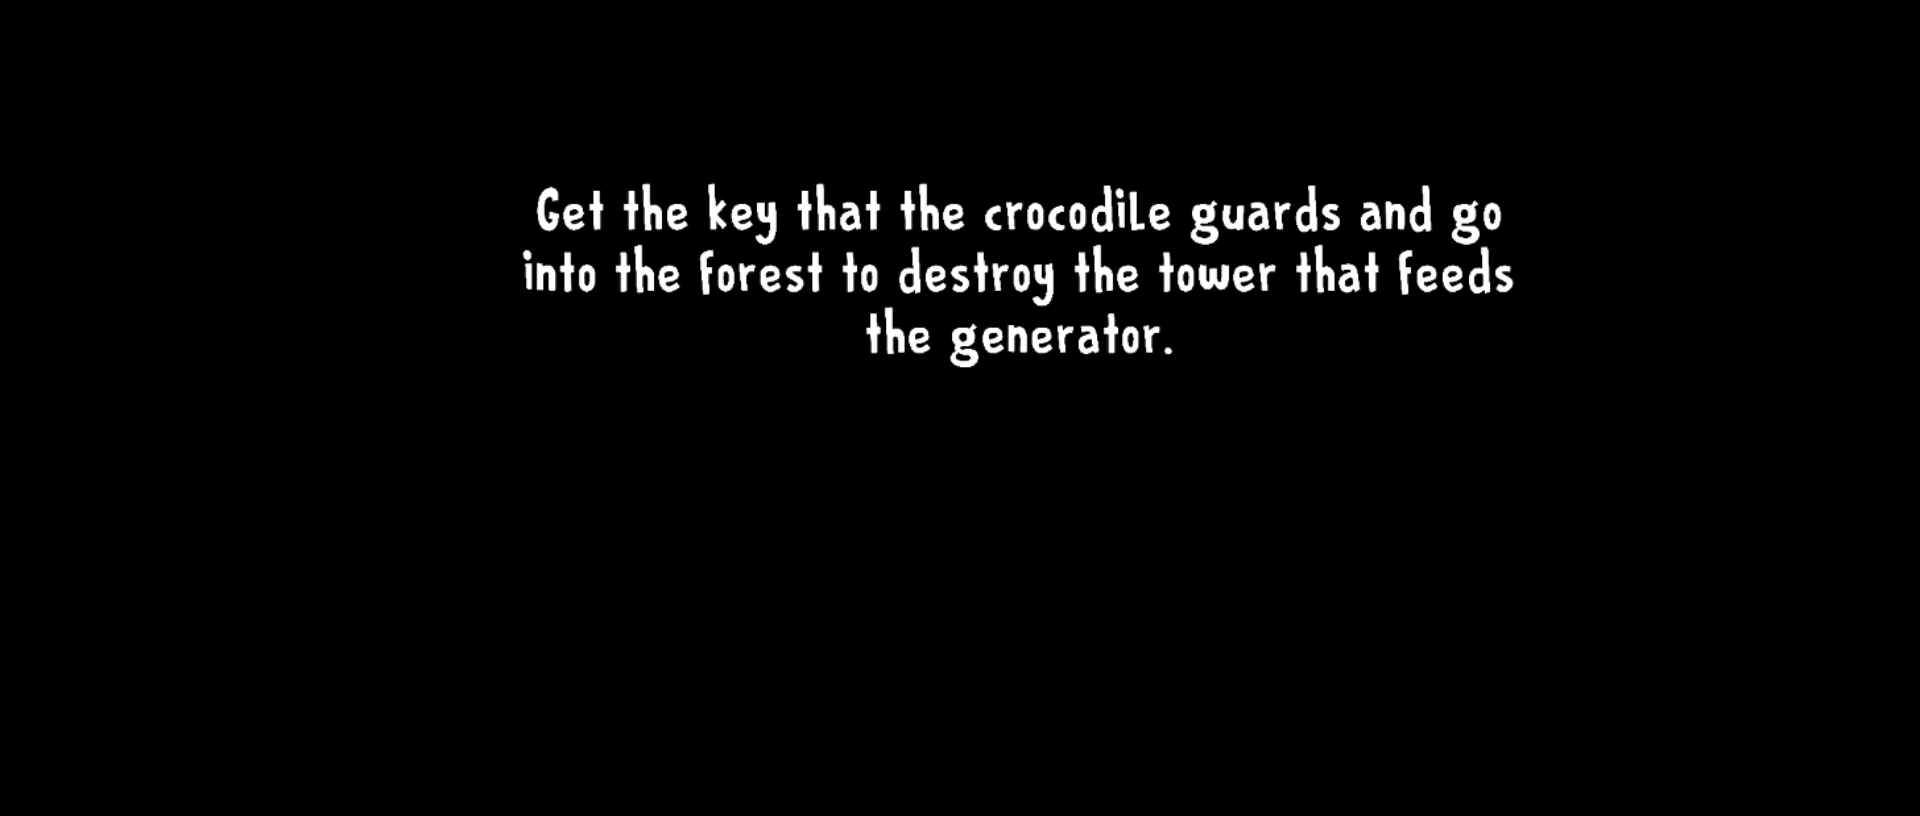 Get the key that the crocodile guards and go
into the forest to destroy the tower that feeds
the generator.